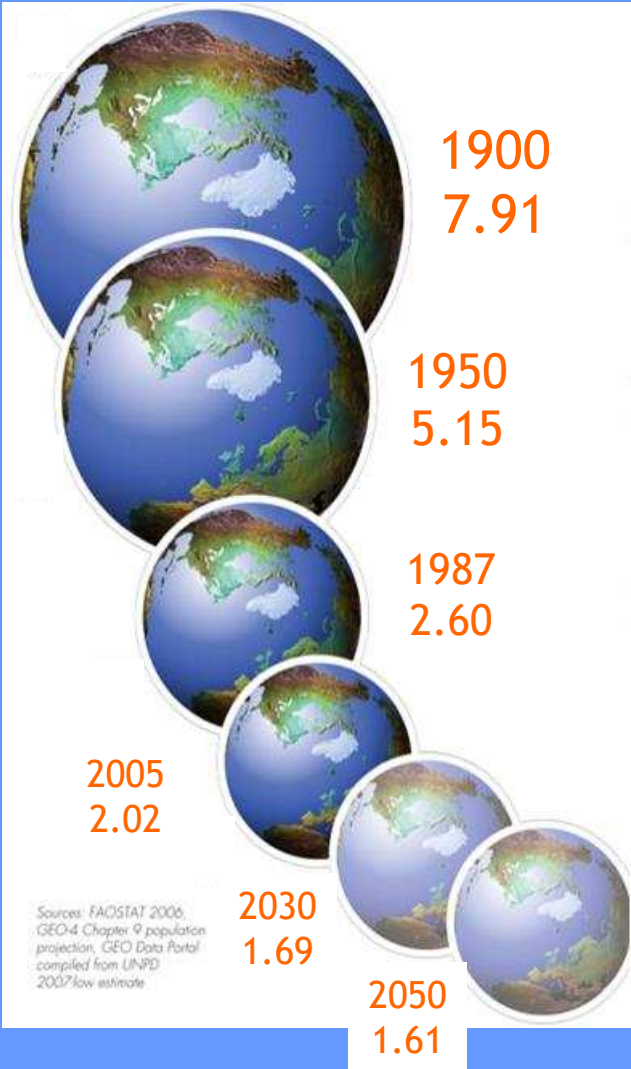 1900
7.91
1950
5.15
1987
2.60
2005
2.02
2030
1.69
2050
1.61
Sources: FAOSTAT 2006,
GEO-4 Chapter 9 population
projection, GEO Data Portal
compiled from UNPD
2007 low estimate